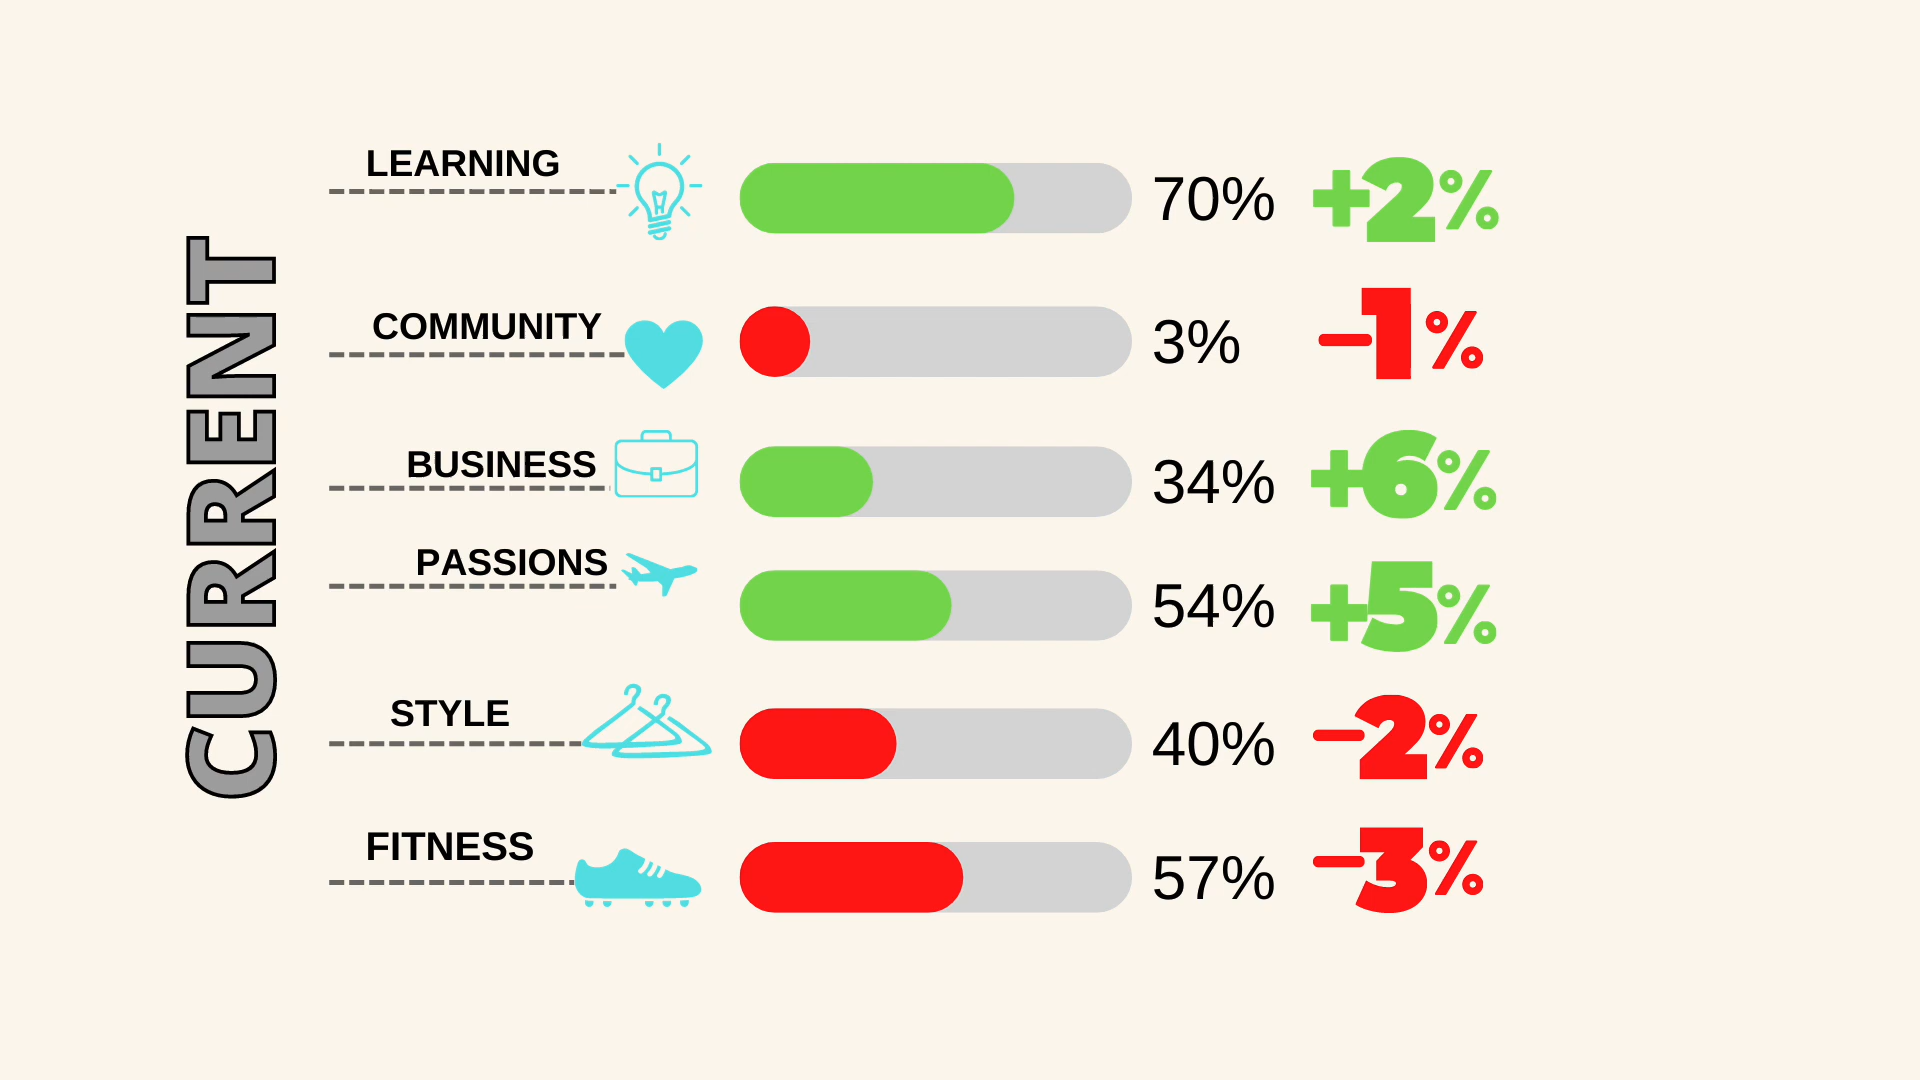 CURRENT
LEARNING 70% +2%
COMMUNITY 3% -1%
BUSINESS 34% +6%
PASSIONS 54% +5%
STYLE 40% -2%
FITNESS 57% -3%